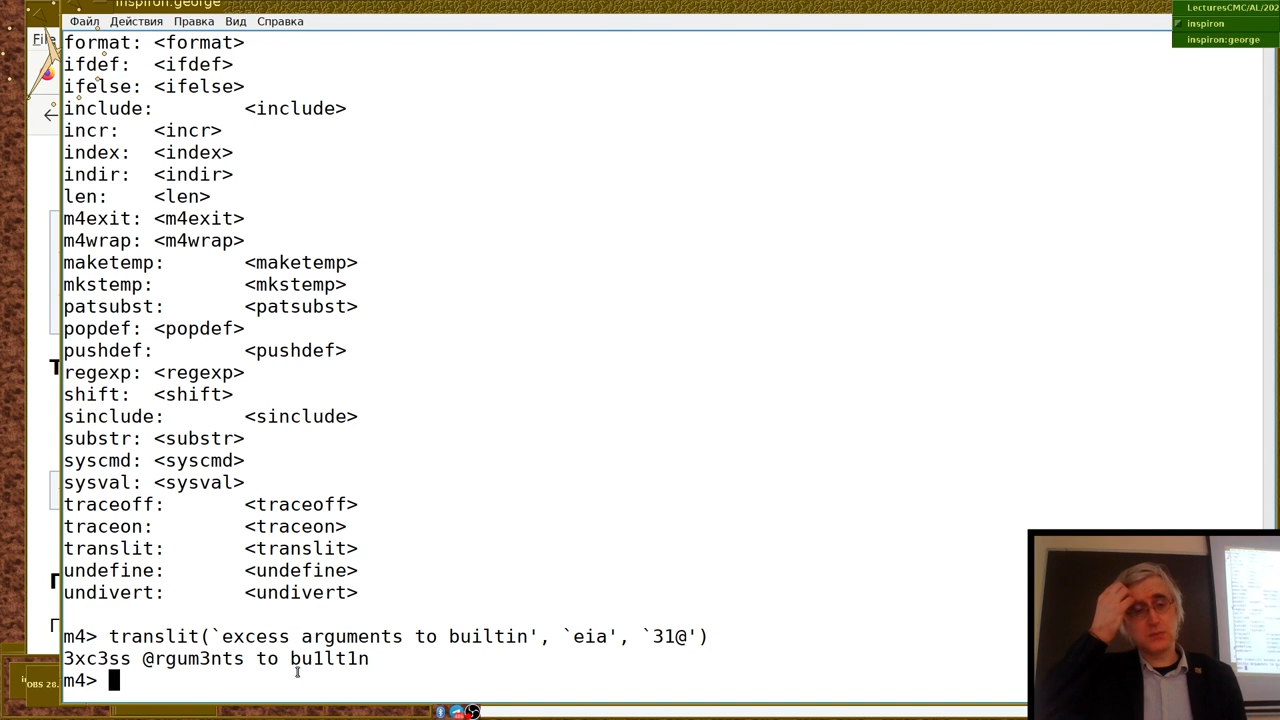 inspiron:george
LecturesCMC/AL/202
inspiron
inspiron:george
Файл Действия Правка Вид Справка
format: <format>
ifdef: <ifdef>
ifelse: <ifelse>
include: <include>
incr: <incr>
index: <index>
indir: <indir>
len: <len>
m4exit: <m4exit>
m4wrap: <m4wrap>
maketemp: <maketemp>
mkstemp: <mkstemp>
patsubst: <patsubst>
popdef: <popdef>
pushdef: <pushdef>
regexp: <regexp>
shift: <shift>
sinclude: <sinclude>
substr: <substr>
syscmd: <syscmd>
sysval: <sysval>
traceoff: <traceoff>
traceon: <traceon>
translit: <translit>
undefine: <undefine>
undivert: <undivert>
m4> translit(`excess arguments to builtin', `eia', `31@')
3xc3ss @rgum3nts to bu1lt1n
m4>
OBS 28.